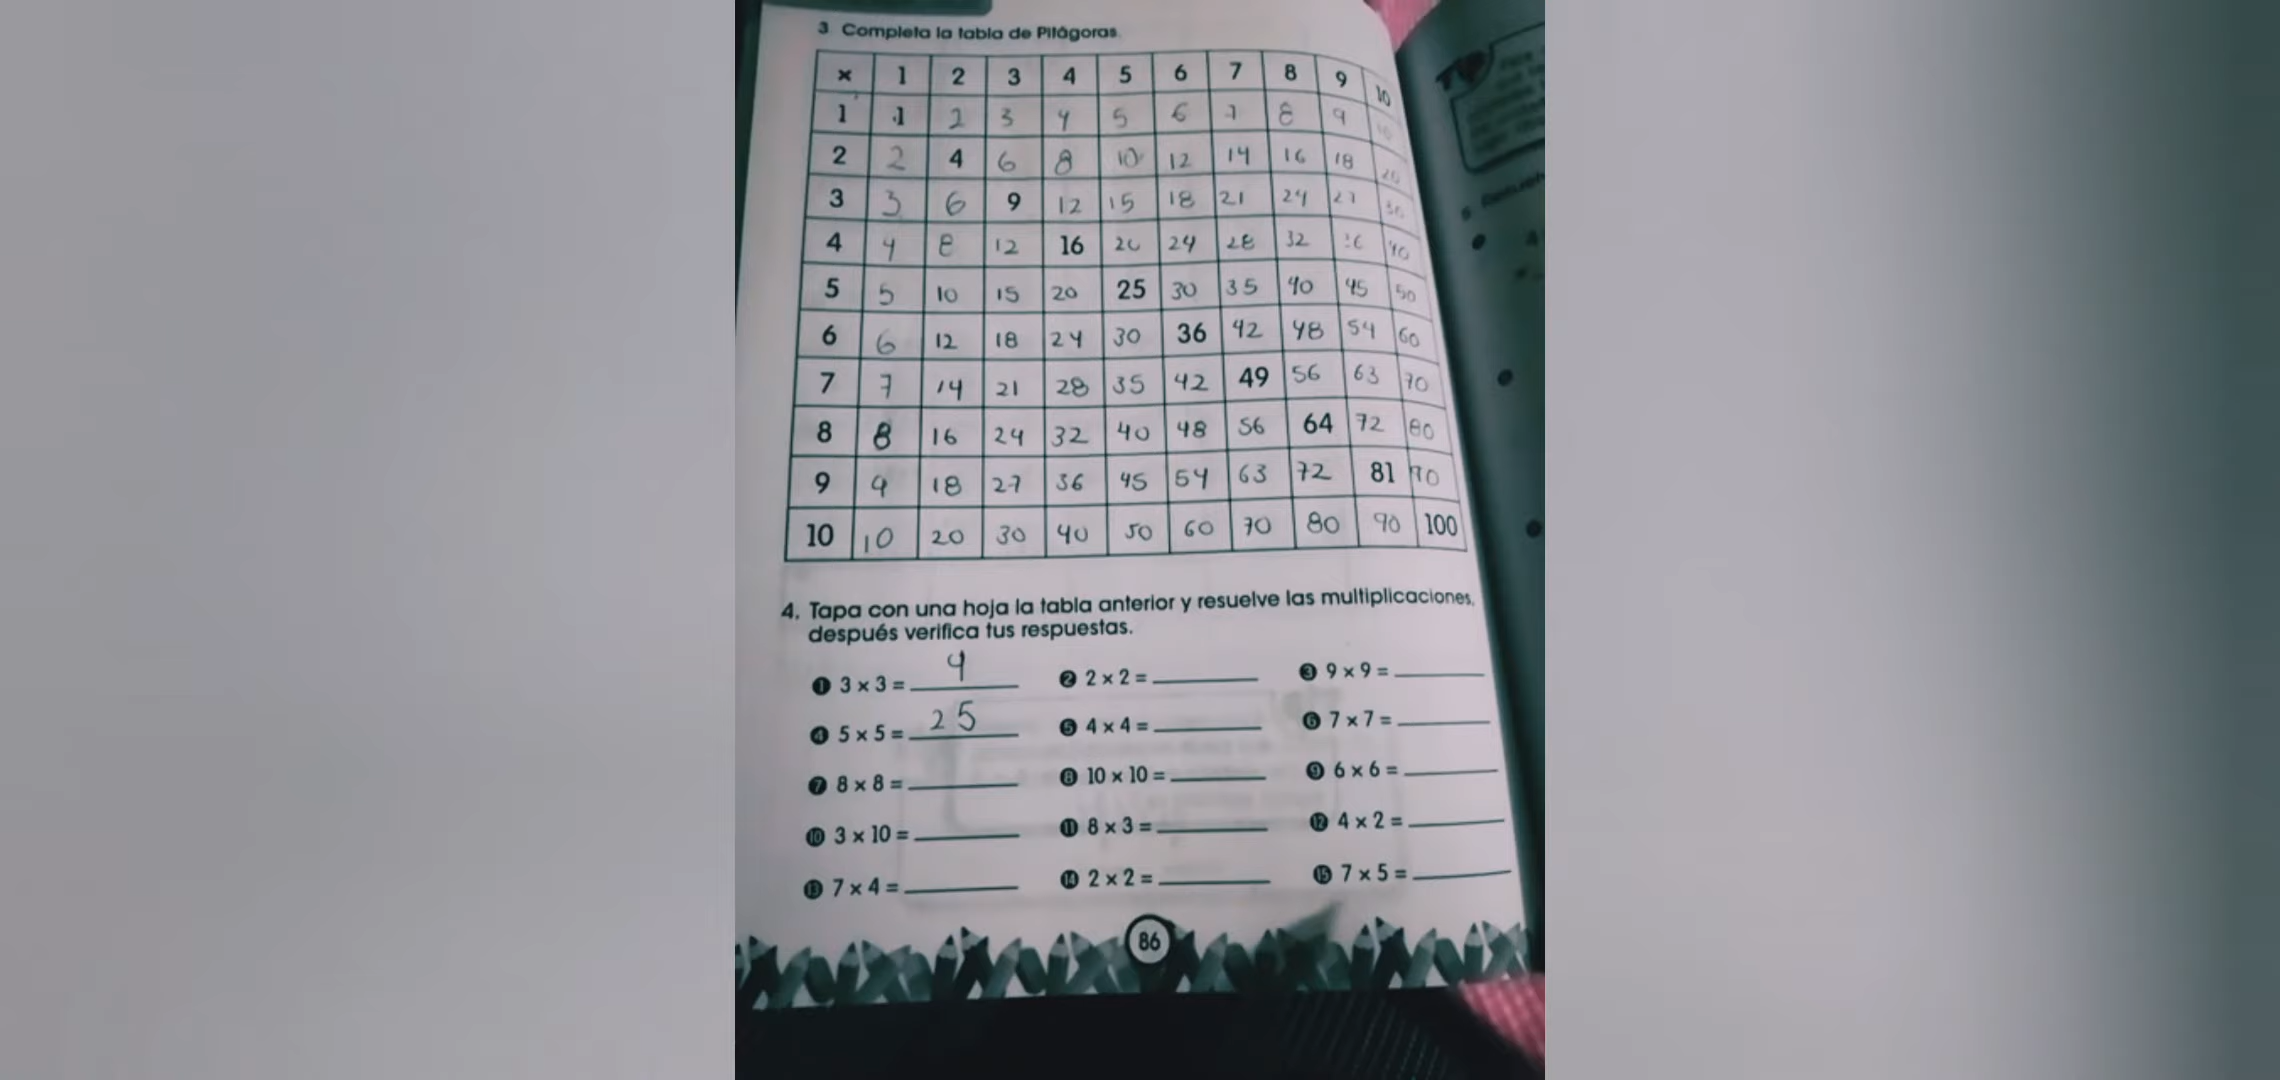 3 Completa la tabla de Pitágoras.
× 1 2 3 4 5 6 7 8 9 10
1 1 2 3 4 5 6 7 8 9 10
2 2 4 6 8 10 12 14 16 18 20
3 3 6 9 12 15 18 21 24 27 30
4 4 8 12 16 20 24 28 32 36 40
5 5 10 15 20 25 30 35 40 45 50
6 6 12 18 24 30 36 42 48 54 60
7 7 14 21 28 35 42 49 56 63 70
8 8 16 24 32 40 48 56 64 72 80
9 9 18 27 36 45 54 63 72 81 90
10 10 20 30 40 50 60 70 80 90 100
4. Tapa con una hoja la tabla anterior y resuelve las multiplicaciones,
después verifica tus respuestas.
1 3 × 3 = 9 2 2 × 2 = 3 9 × 9 =
4 5 × 5 = 25 5 4 × 4 = 6 7 × 7 =
7 8 × 8 = 8 10 × 10 = 9 6 × 6 =
10 3 × 10 = 11 8 × 3 = 12 4 × 2 =
13 7 × 4 = 14 2 × 2 = 15 7 × 5 =
86